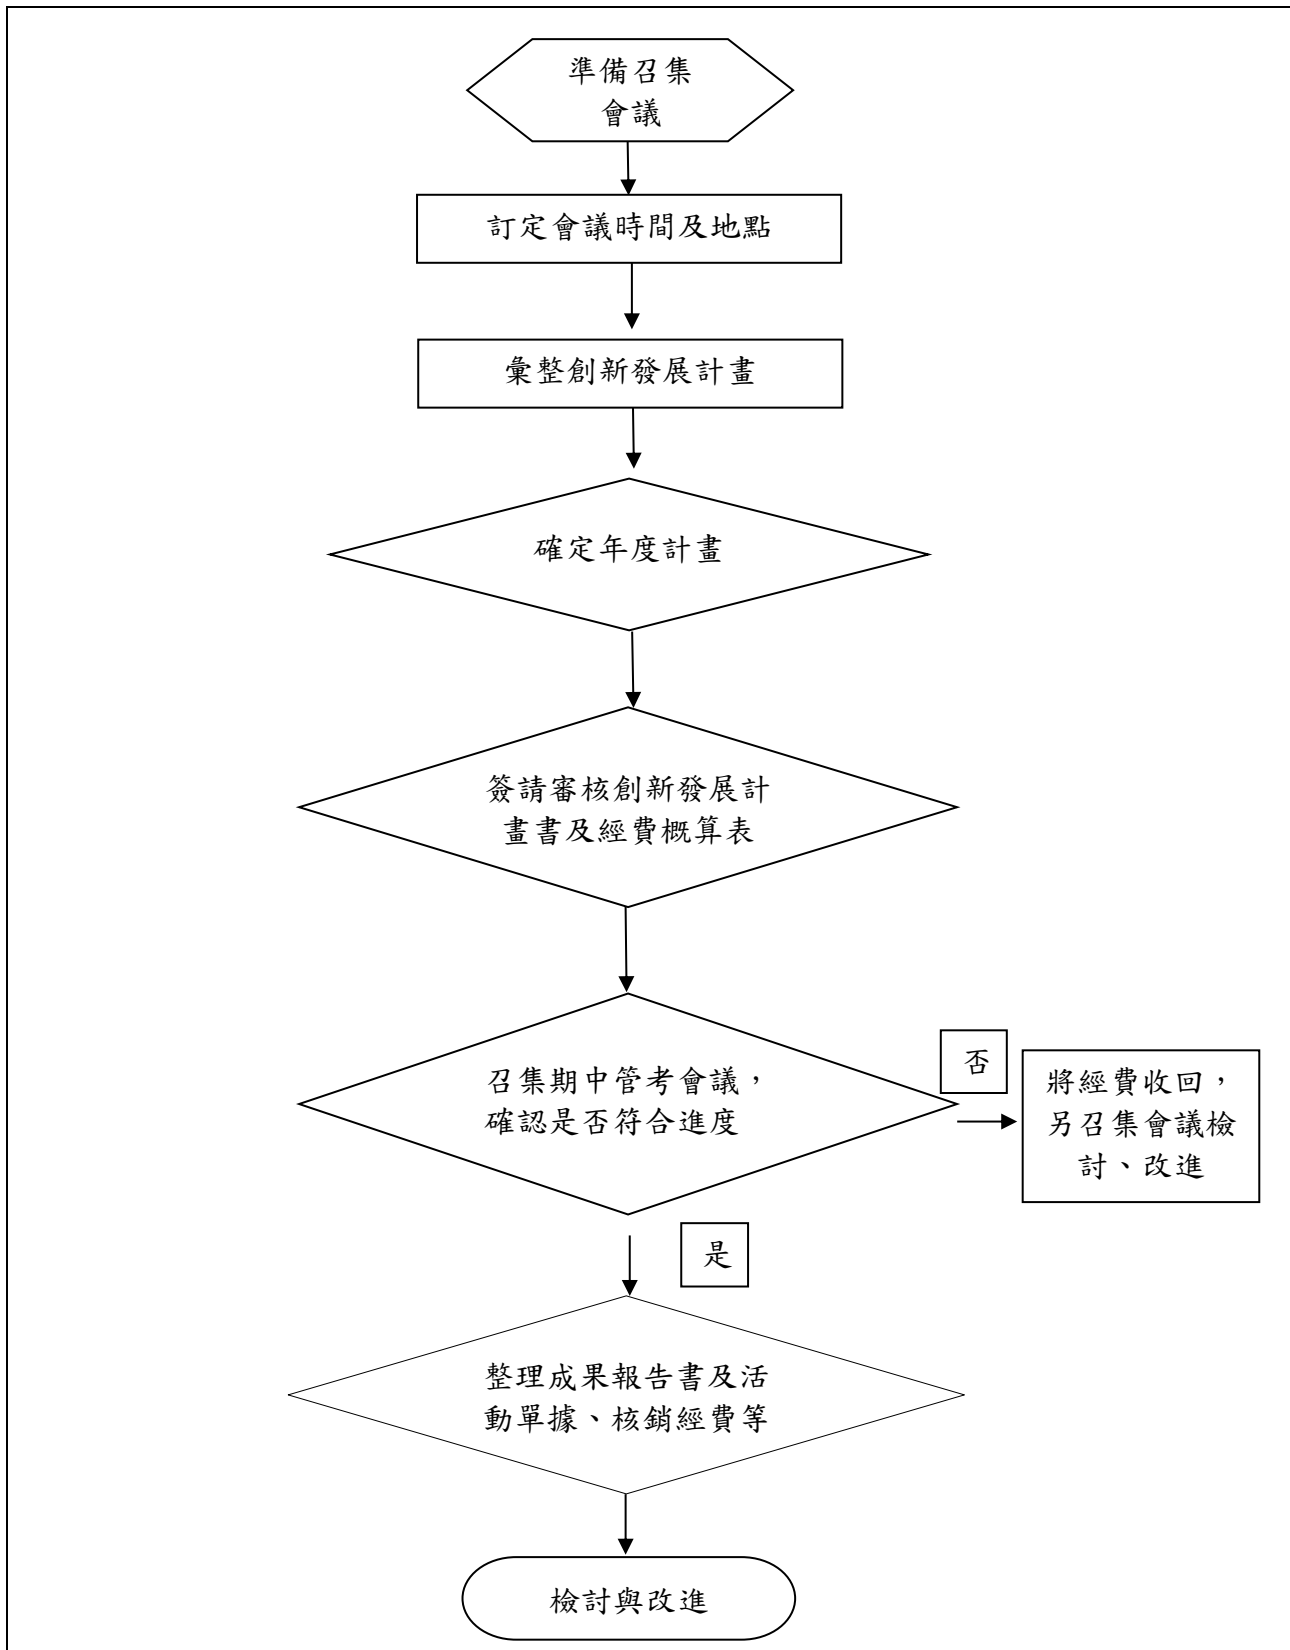 準備召集
會議
訂定會議時間及地點
彙整創新發展計畫
確定年度計畫
簽請審核創新發展計
畫書及經費概算表
召集期中管考會議，
確認是否符合進度
否
將經費收回，
另召集會議檢
討、改進
是
整理成果報告書及活
動單據、核銷經費等
檢討與改進